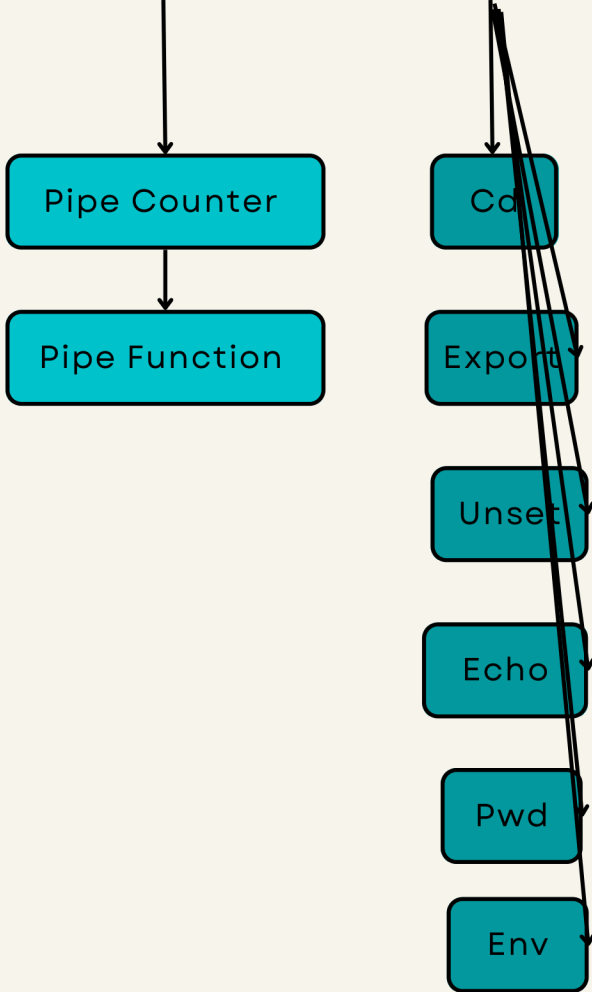 Pipe Counter
Pipe Function
Cd
Export
Unset
Echo
Pwd
Env